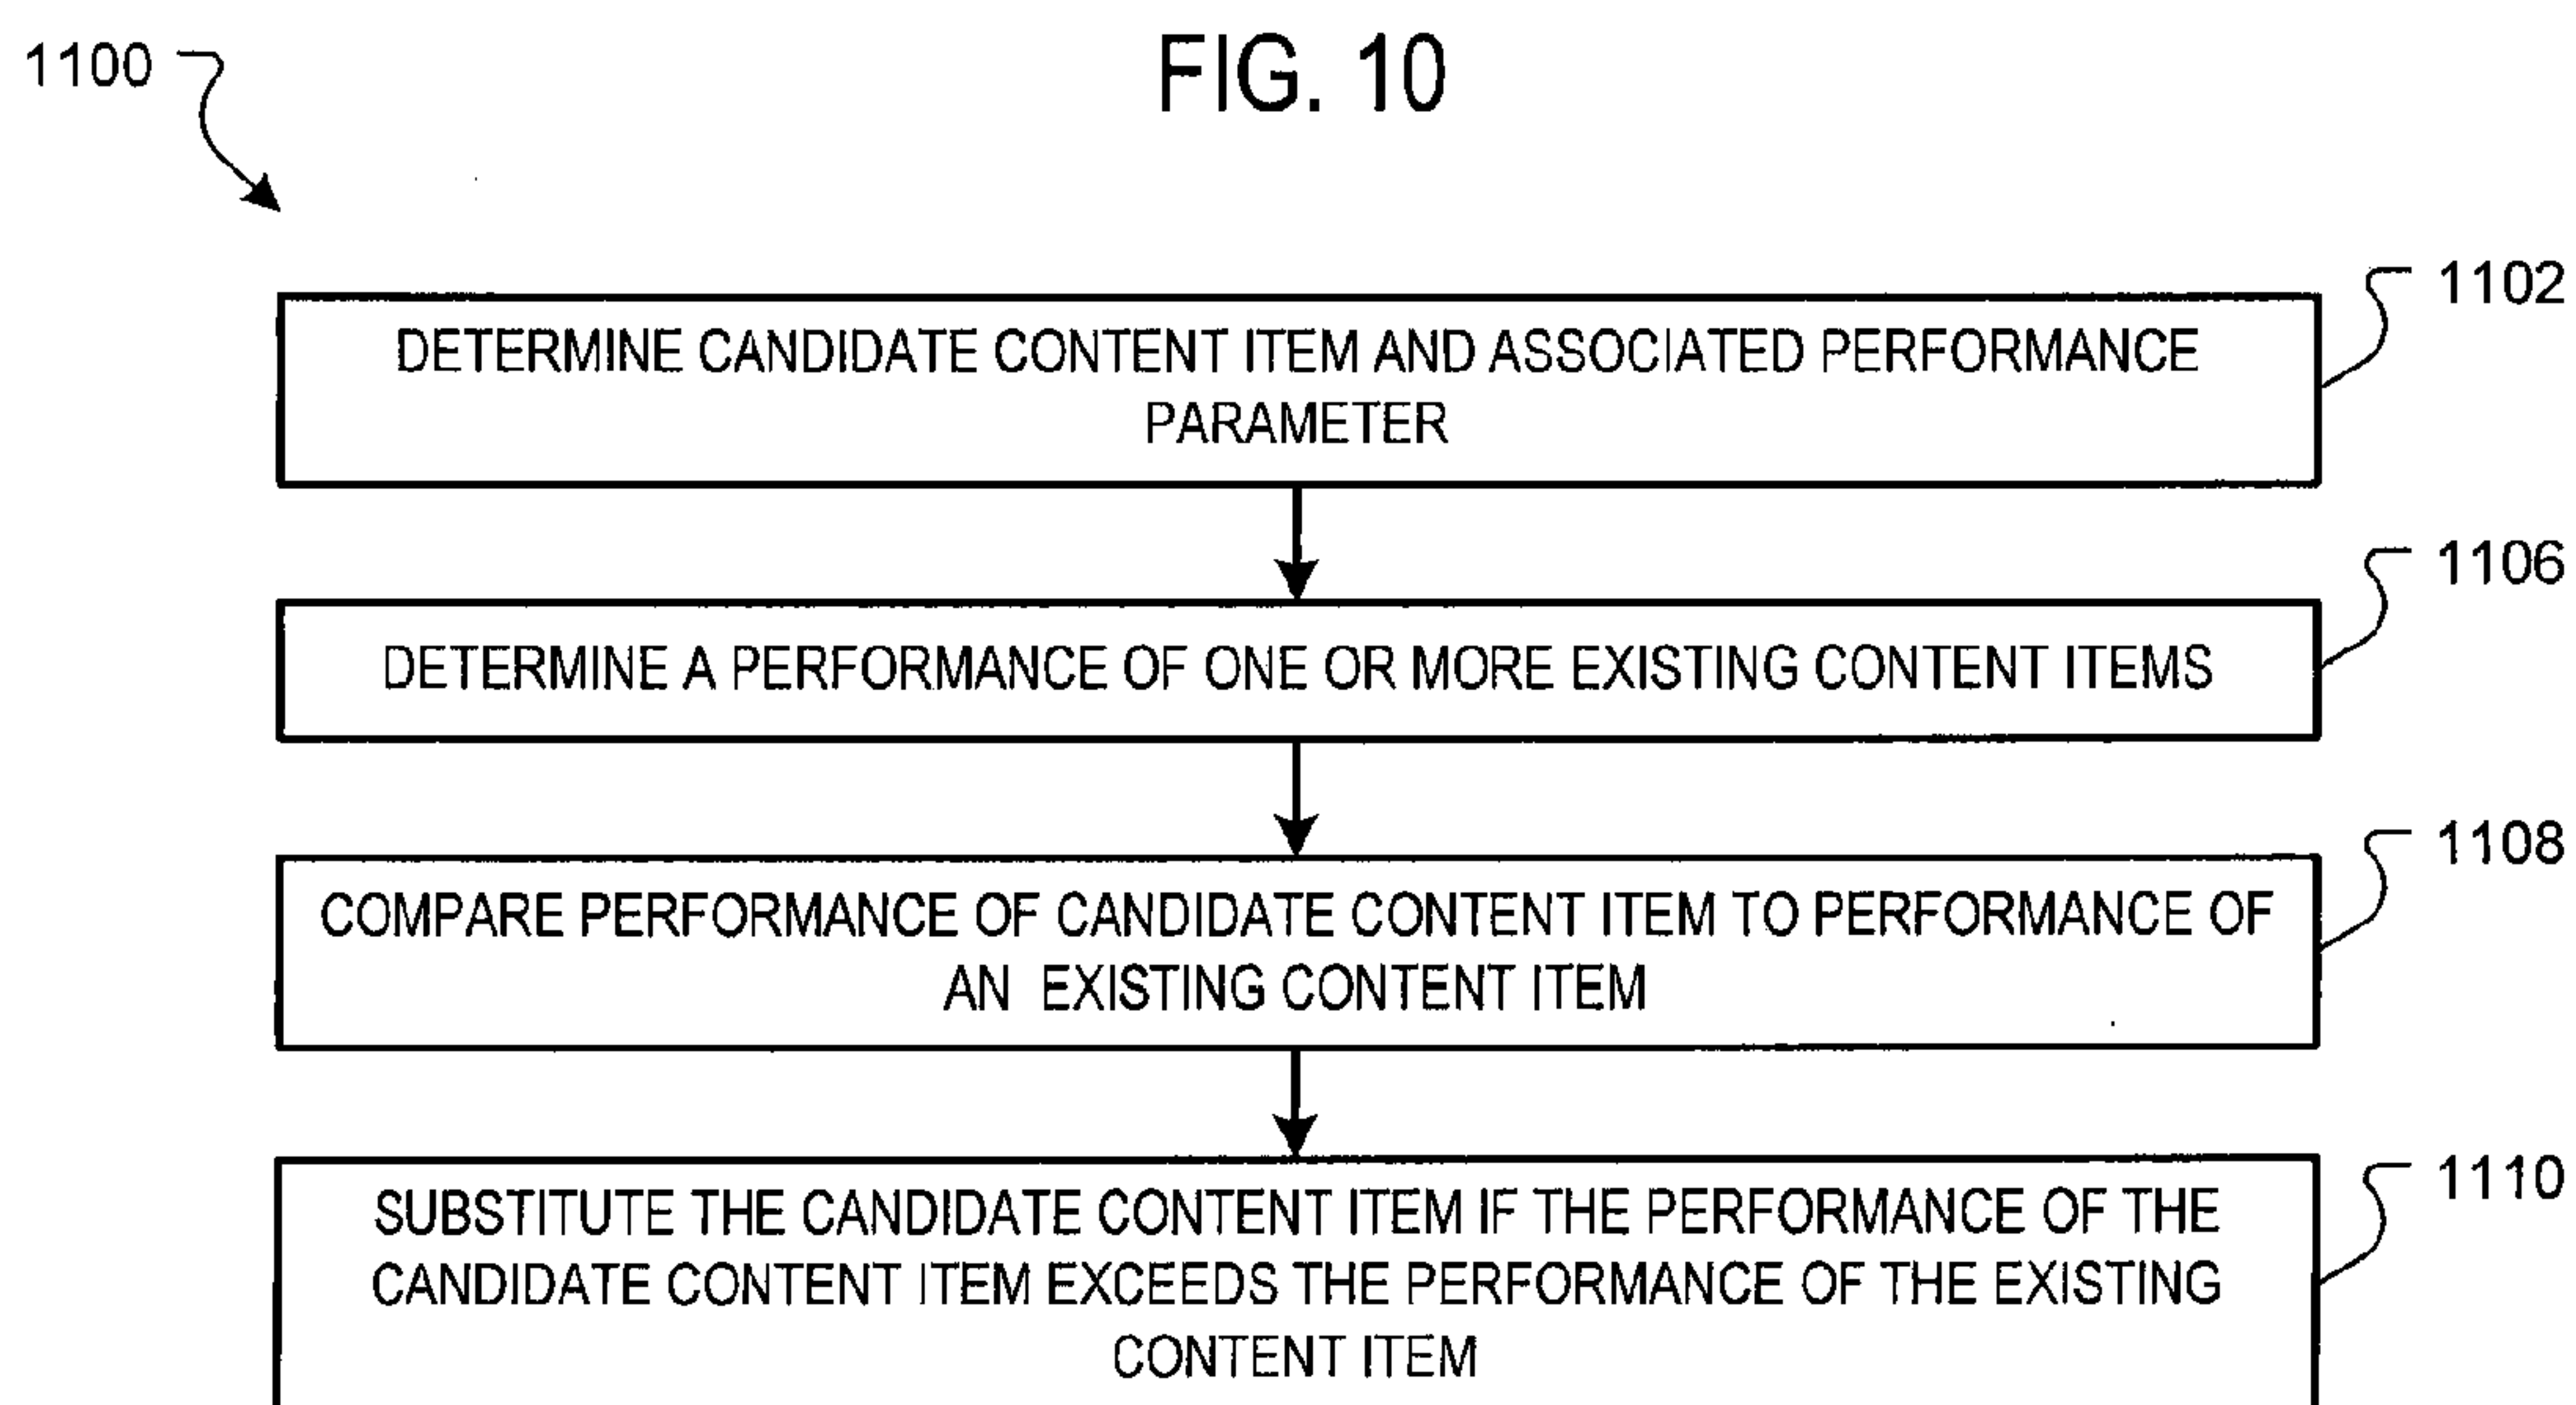 FIG. 10
1100
1102
DETERMINE CANDIDATE CONTENT ITEM AND ASSOCIATED PERFORMANCE
PARAMETER
1106
DETERMINE A PERFORMANCE OF ONE OR MORE EXISTING CONTENT ITEMS
1108
COMPARE PERFORMANCE OF CANDIDATE CONTENT ITEM TO PERFORMANCE OF
AN EXISTING CONTENT ITEM
1110
SUBSTITUTE THE CANDIDATE CONTENT ITEM IF THE PERFORMANCE OF THE
CANDIDATE CONTENT ITEM EXCEEDS THE PERFORMANCE OF THE EXISTING
CONTENT ITEM